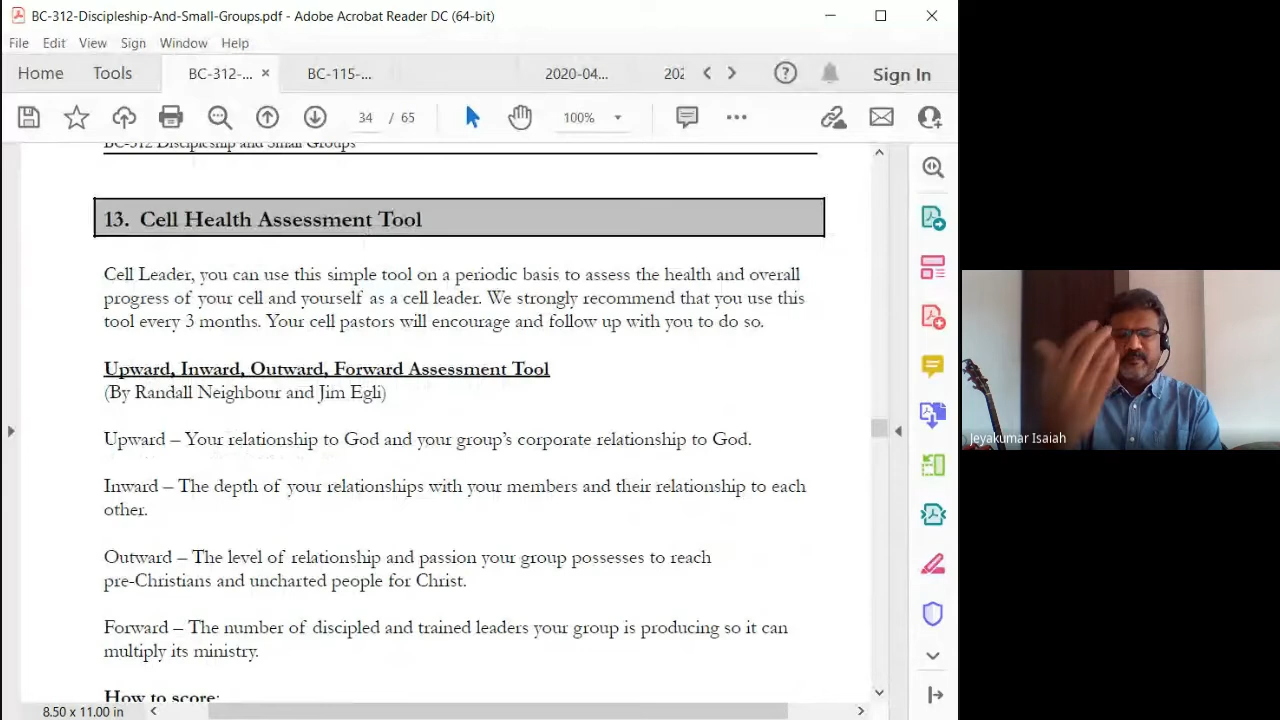 BC-312-Discipleship-And-Small-Groups.pdf - Adobe Acrobat Reader DC (64-bit)
File Edit View Sign Window Help
Home Tools BC-312-... × BC-115-... 2020-04... 202 Sign In
34 / 65 100%
BC-312 Discipleship and Small Groups
13. Cell Health Assessment Tool
Cell Leader, you can use this simple tool on a periodic basis to assess the health and overall
progress of your cell and yourself as a cell leader. We strongly recommend that you use this
tool every 3 months. Your cell pastors will encourage and follow up with you to do so.
Upward, Inward, Outward, Forward Assessment Tool
(By Randall Neighbour and Jim Egli)
Upward – Your relationship to God and your group's corporate relationship to God.
Inward – The depth of your relationships with your members and their relationship to each
other.
Outward – The level of relationship and passion your group possesses to reach
pre-Christians and uncharted people for Christ.
Forward – The number of discipled and trained leaders your group is producing so it can
multiply its ministry.
How to score:
8.50 x 11.00 in
Jeyakumar Isaiah